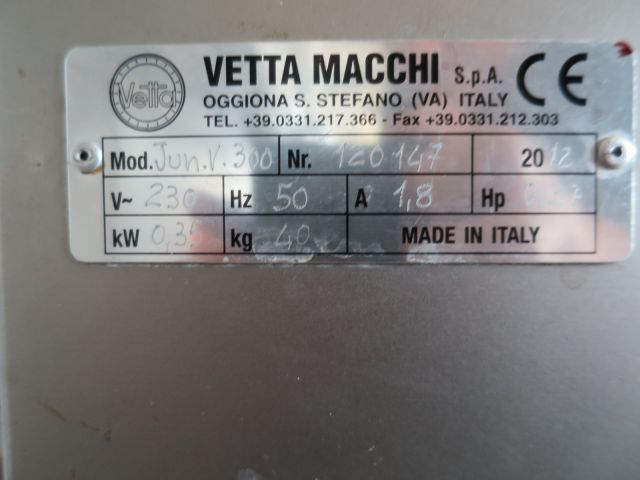 Vetta
VETTA MACCHI S.p.A. CE
OGGIONA S. STEFANO (VA) ITALY
TEL. +39.0331.217.366 - Fax +39.0331.212.303
Mod. Jun.V.300 Nr. 120147 2012
V~ 230 Hz 50 A 1,8 Hp
kW 0,35 kg 40 MADE IN ITALY